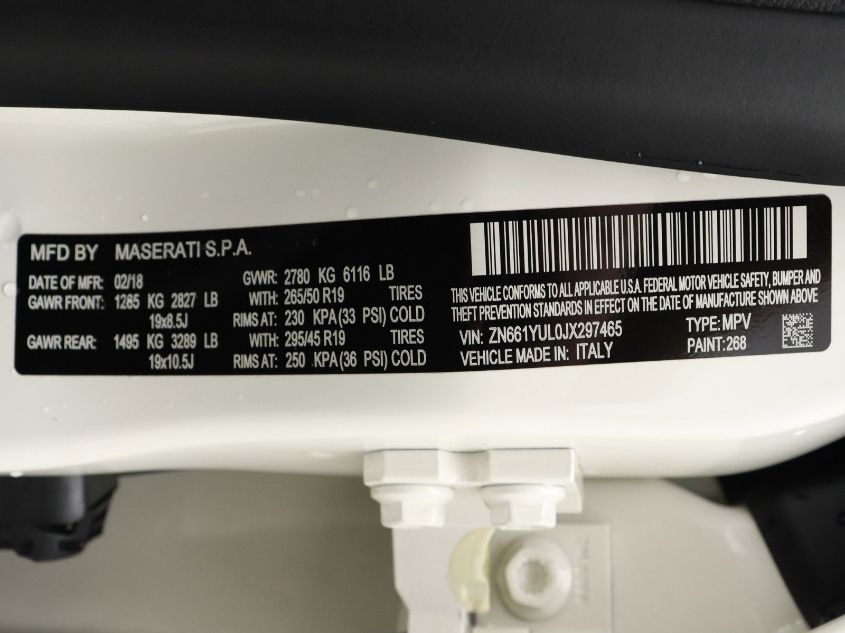 MFD BY MASERATI S.P.A.
DATE OF MFR: 02/18 GVWR: 2780 KG 6116 LB
GAWR FRONT: 1285 KG 2827 LB WITH: 265/50 R19 TIRES
19x8.5J RIMS AT: 230 KPA(33 PSI) COLD
GAWR REAR: 1495 KG 3289 LB WITH: 295/45 R19 TIRES
19x10.5J RIMS AT: 250 KPA(36 PSI) COLD
THIS VEHICLE CONFORMS TO ALL APPLICABLE U.S.A. FEDERAL MOTOR VEHICLE SAFETY, BUMPER AND
THEFT PREVENTION STANDARDS IN EFFECT ON THE DATE OF MANUFACTURE SHOWN ABOVE
VIN: ZN661YUL0JX297465 TYPE: MPV
VEHICLE MADE IN: ITALY PAINT: 268